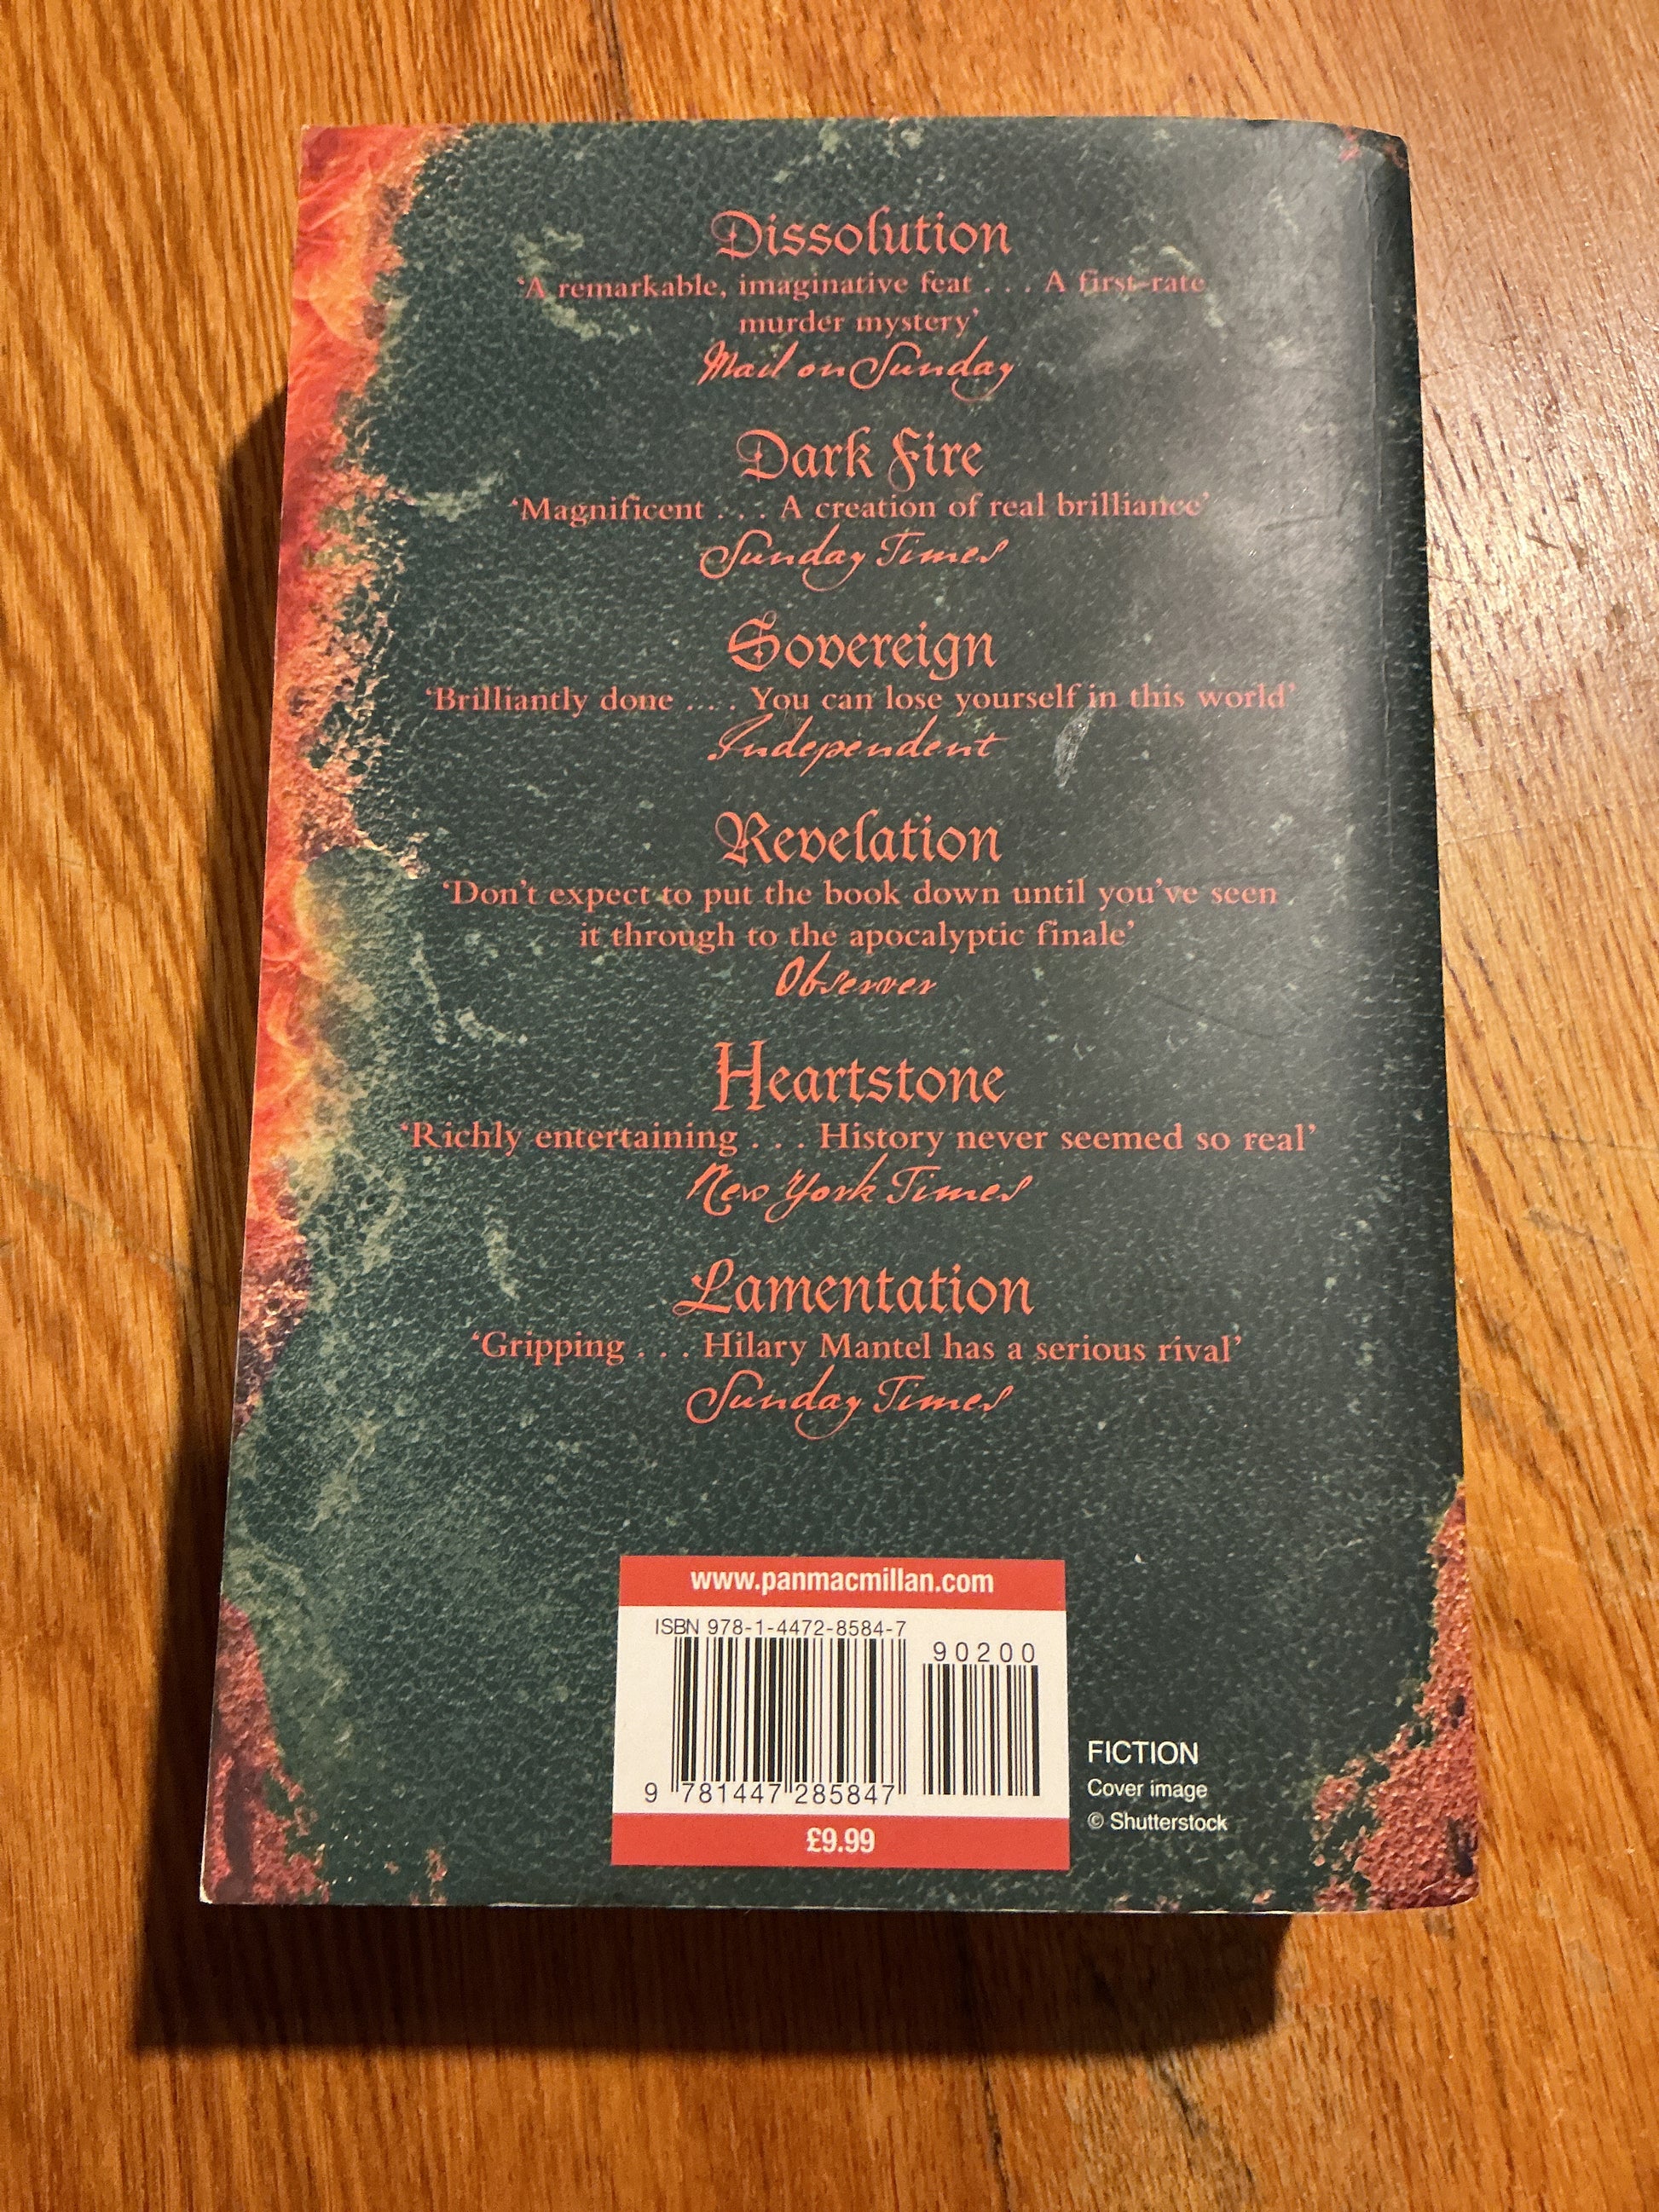 Dissolution
‘A remarkable, imaginative feat . . . A first-rate
murder mystery’
Mail on Sunday
Dark Fire
‘Magnificent . . . A creation of real brilliance’
Sunday Times
Sovereign
‘Brilliantly done . . . You can lose yourself in this world’
Independent
Revelation
‘Don’t expect to put the book down until you’ve seen
it through to the apocalyptic finale’
Observer
Heartstone
‘Richly entertaining . . . History never seemed so real’
New York Times
Lamentation
‘Gripping . . . Hilary Mantel has a serious rival’
Sunday Times
www.panmacmillan.com
ISBN 978-1-4472-8584-7
90200
9 781447 285847
£9.99
FICTION
Cover image
© Shutterstock